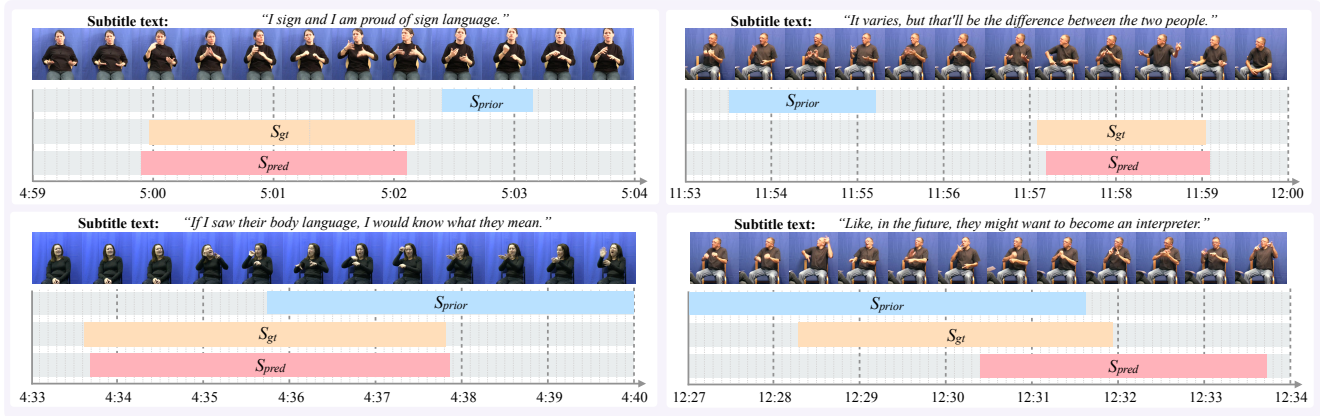 Subtitle text: “I sign and I am proud of sign language.”
S_prior
S_gt
S_pred
4:59 5:00 5:01 5:02 5:03 5:04
Subtitle text: “It varies, but that'll be the difference between the two people.”
S_prior
S_gt
S_pred
11:53 11:54 11:55 11:56 11:57 11:58 11:59 12:00
Subtitle text: “If I saw their body language, I would know what they mean.”
S_prior
S_gt
S_pred
4:33 4:34 4:35 4:36 4:37 4:38 4:39 4:40
Subtitle text: “Like, in the future, they might want to become an interpreter.”
S_prior
S_gt
S_pred
12:27 12:28 12:29 12:30 12:31 12:32 12:33 12:34